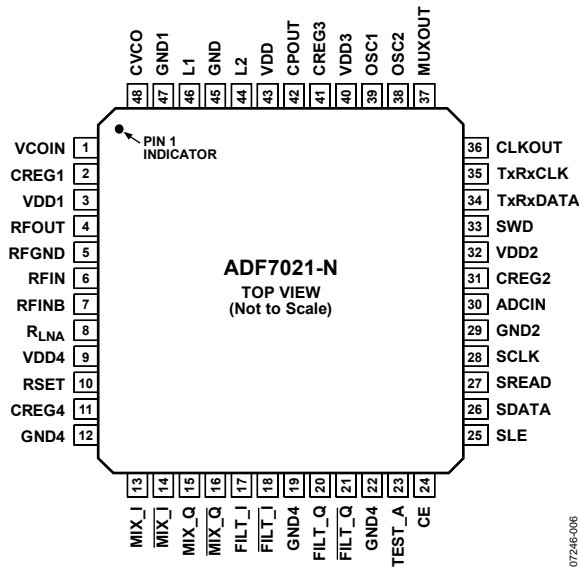 48 CVCO
47 GND1
46 L1
45 GND
44 L2
43 VDD
42 CPOUT
41 CREG3
40 VDD3
39 OSC1
38 OSC2
37 MUXOUT
PIN 1
INDICATOR
VCOIN 1
CREG1 2
VDD1 3
RFOUT 4
RFGND 5
RFIN 6
RFINB 7
R_LNA 8
VDD4 9
RSET 10
CREG4 11
GND4 12
ADF7021-N
TOP VIEW
(Not to Scale)
36 CLKOUT
35 TxRxCLK
34 TxRxDATA
33 SWD
32 VDD2
31 CREG2
30 ADCIN
29 GND2
28 SCLK
27 SREAD
26 SDATA
25 SLE
MIX_I 13
M̅I̅X̅_̅I̅ 14
MIX_Q 15
M̅I̅X̅_̅Q̅ 16
FILT_I 17
F̅I̅L̅T̅_̅I̅ 18
GND4 19
FILT_Q 20
F̅I̅L̅T̅_̅Q̅ 21
GND4 22
TEST_A 23
CE 24
07246-006